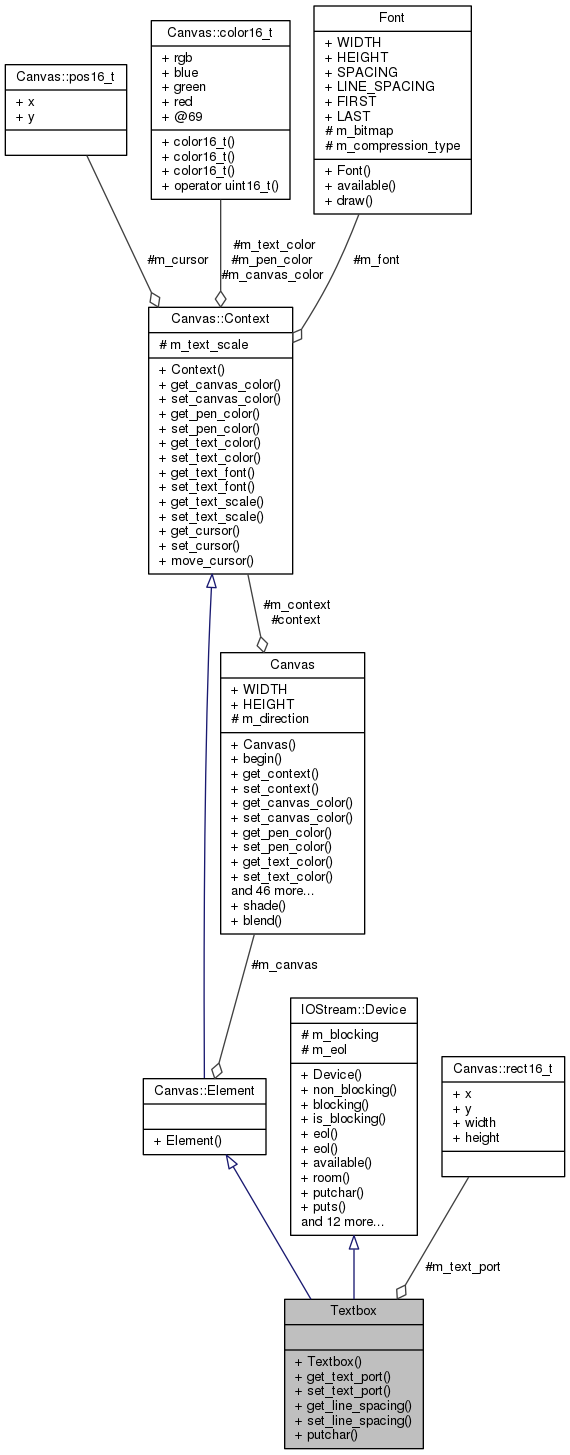 Canvas::pos16_t
+ x
+ y
Canvas::color16_t
+ rgb
+ blue
+ green
+ red
+ @69
+ color16_t()
+ color16_t()
+ color16_t()
+ operator uint16_t()
Font
+ WIDTH
+ HEIGHT
+ SPACING
+ LINE_SPACING
+ FIRST
+ LAST
# m_bitmap
# m_compression_type
+ Font()
+ available()
+ draw()
#m_cursor
#m_text_color
#m_pen_color
#m_canvas_color
#m_font
Canvas::Context
# m_text_scale
+ Context()
+ get_canvas_color()
+ set_canvas_color()
+ get_pen_color()
+ set_pen_color()
+ get_text_color()
+ set_text_color()
+ get_text_font()
+ set_text_font()
+ get_text_scale()
+ set_text_scale()
+ get_cursor()
+ set_cursor()
+ move_cursor()
#m_context
#context
Canvas
+ WIDTH
+ HEIGHT
# m_direction
+ Canvas()
+ begin()
+ get_context()
+ set_context()
+ get_canvas_color()
+ set_canvas_color()
+ get_pen_color()
+ set_pen_color()
+ get_text_color()
+ set_text_color()
and 46 more...
+ shade()
+ blend()
#m_canvas
Canvas::Element
+ Element()
IOStream::Device
# m_blocking
# m_eol
+ Device()
+ non_blocking()
+ blocking()
+ is_blocking()
+ eol()
+ eol()
+ available()
+ room()
+ putchar()
+ puts()
and 12 more...
Canvas::rect16_t
+ x
+ y
+ width
+ height
#m_text_port
Textbox
+ Textbox()
+ get_text_port()
+ set_text_port()
+ get_line_spacing()
+ set_line_spacing()
+ putchar()